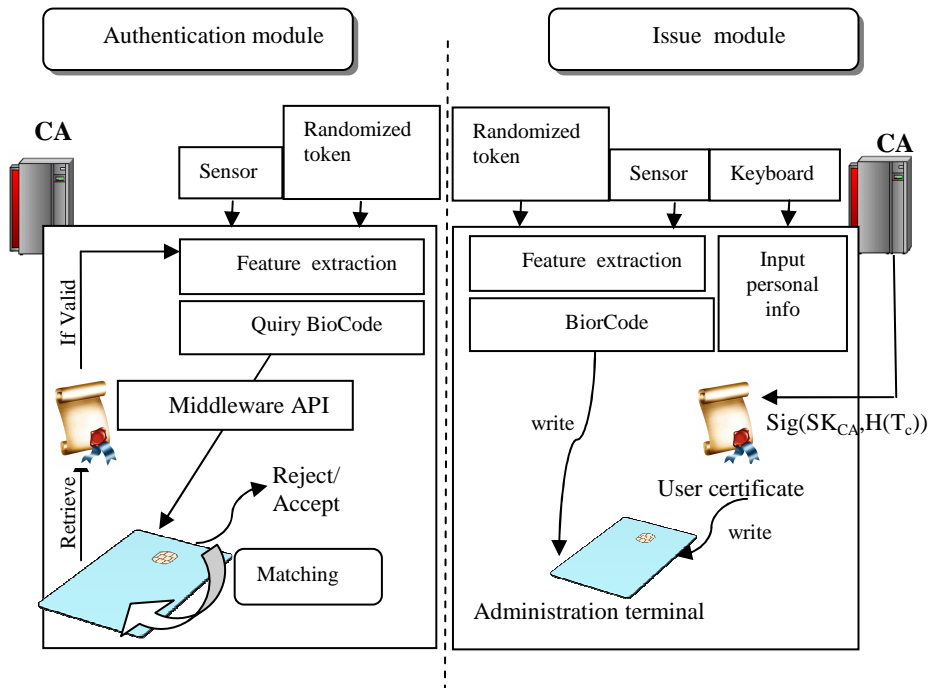 Authentication module
Issue module
CA
Sensor
Randomized
token
Feature extraction
Quiry BioCode
If Valid
Middleware API
Retrieve
Reject/
Accept
Matching
Randomized
token
Sensor
Keyboard
CA
Feature extraction
BiorCode
Input
personal
info
write
Sig(SK_CA,H(T_c))
User certificate
write
Administration terminal